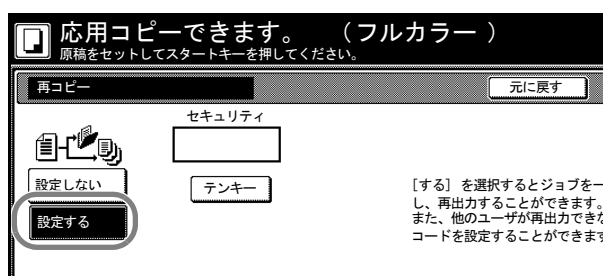 応用コピーできます。 （フルカラー ）
原稿をセットしてスタートキーを押してください。
再コピー
元に戻す
セキュリティ
設定しない
テンキー
設定する
[する] を選択するとジョブを一
し、再出力することができます。
また、他のユーザが再出力できな
コードを設定することができます